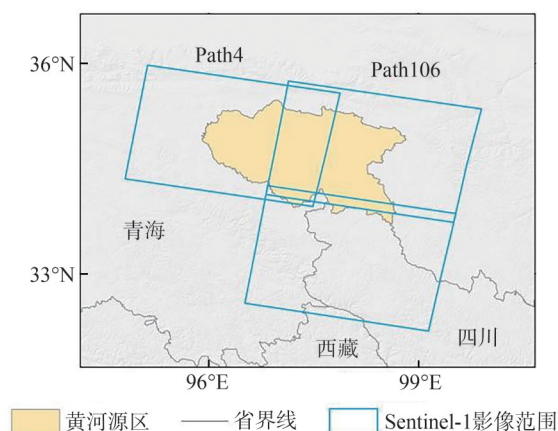 36°N
Path4
Path106
青海
33°N
西藏
四川
96°E
99°E
黄河源区 省界线 Sentinel-1影像范围